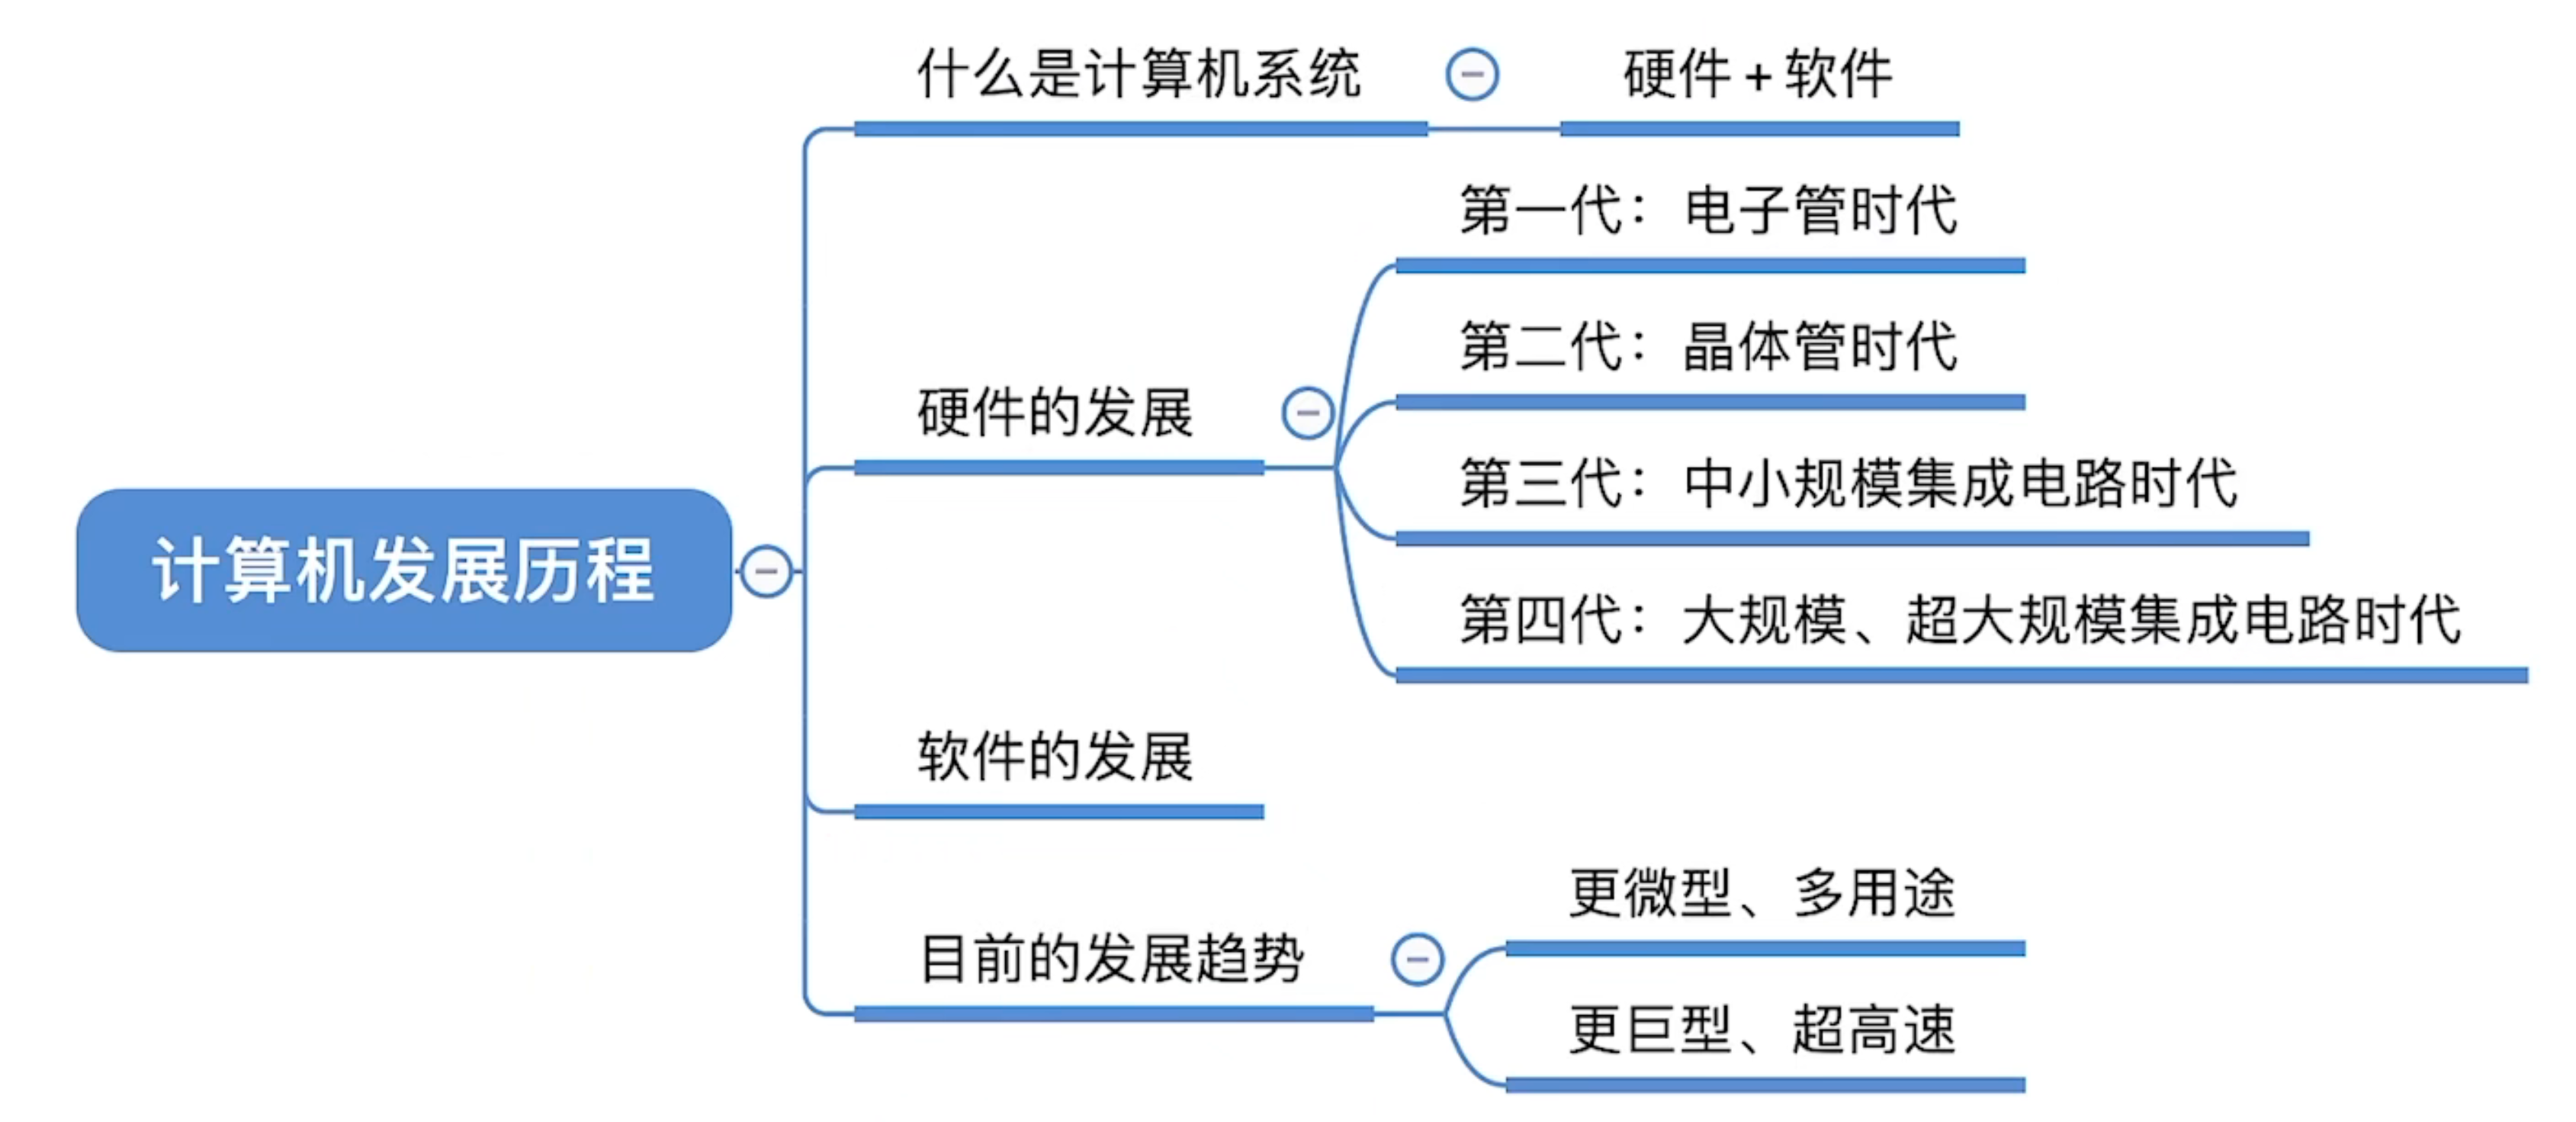 计算机发展历程
什么是计算机系统
硬件+软件
硬件的发展
第一代：电子管时代
第二代：晶体管时代
第三代：中小规模集成电路时代
第四代：大规模、超大规模集成电路时代
软件的发展
目前的发展趋势
更微型、多用途
更巨型、超高速